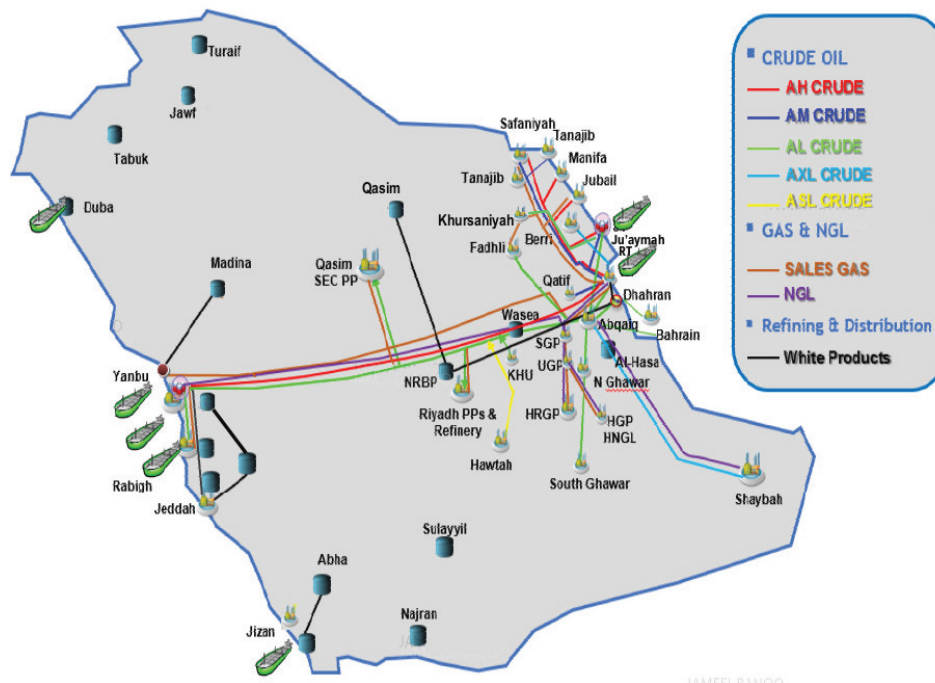 Turaif
Jawf
Tabuk
Duba
Qasim
Madina
Qasim
SEC PP
Safaniyah
Tanajib
Manifa
Tanajib
Jubail
Khursaniyah
Berri
Fadhli
Ju'aymah
RT
Qatif
Dhahran
Wasea
Abqaiq
Bahrain
SGP
Al-Hasa
UGP
N Ghawar
KHU
NRBP
Yanbu
Riyadh PPs &
Refinery
HRGP
HGP
HNGL
Hawtah
South Ghawar
Shaybah
Rabigh
Jeddah
Sulayyil
Abha
Najran
Jizan
CRUDE OIL
AH CRUDE
AM CRUDE
AL CRUDE
AXL CRUDE
ASL CRUDE
GAS & NGL
SALES GAS
NGL
Refining & Distribution
White Products